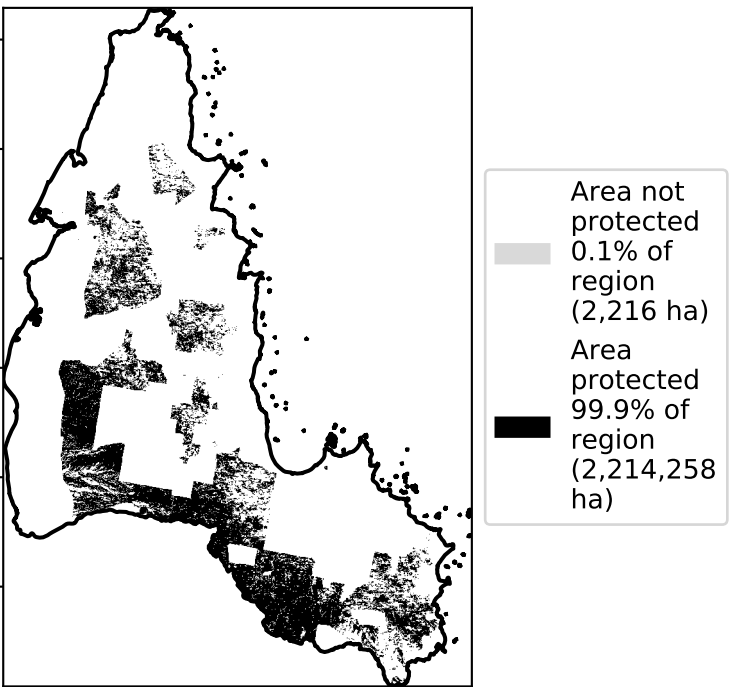 Area not
protected
0.1% of
region
(2,216 ha)
Area
protected
99.9% of
region
(2,214,258
ha)